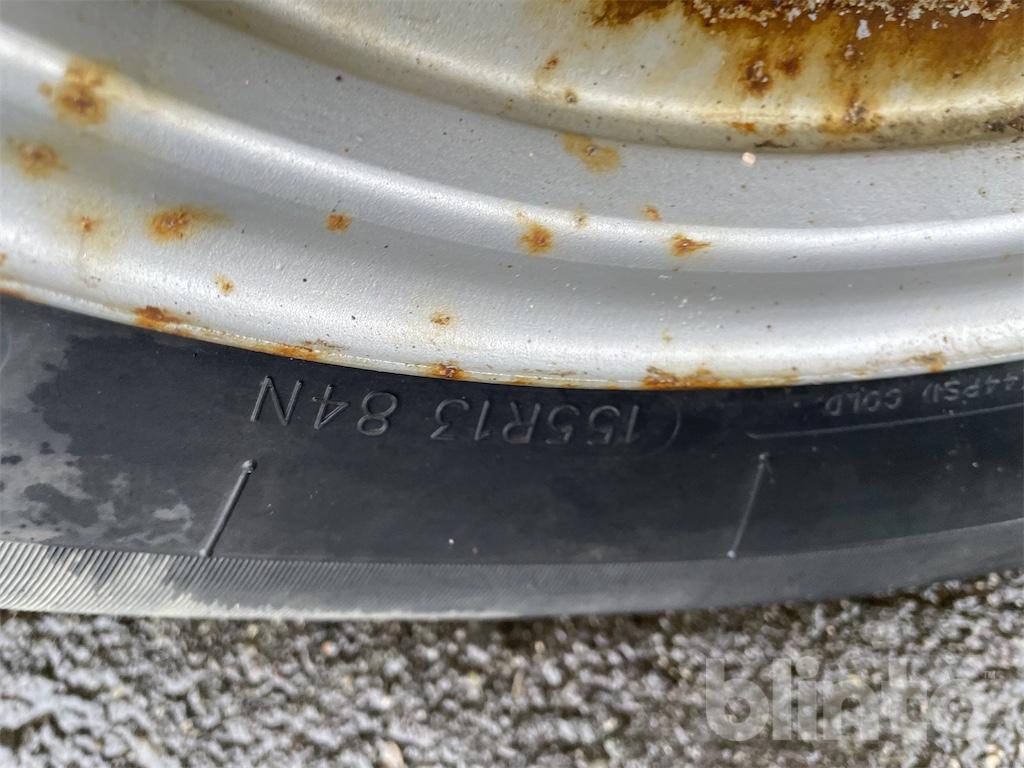 155R13 84N
44PSI) COLD
blinto